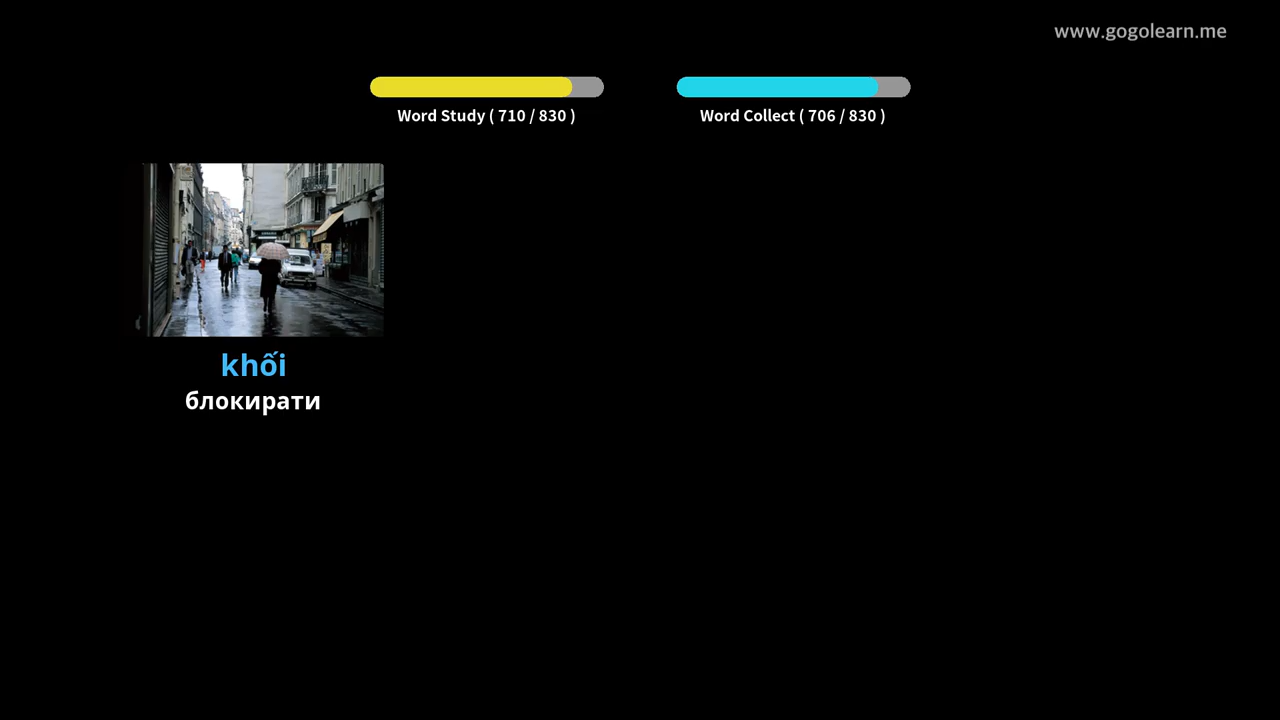 www.gogolearn.me
Word Study ( 710 / 830 )
Word Collect ( 706 / 830 )
khối
блокирати